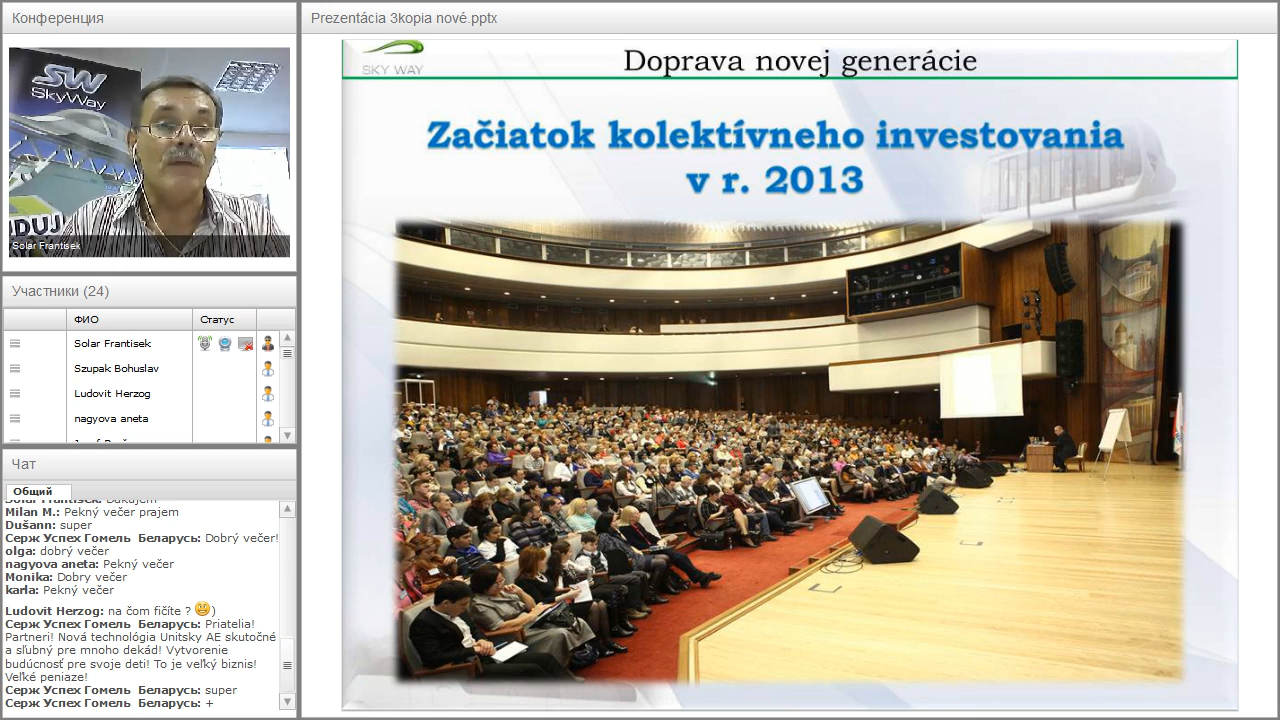 Конференция
SW
SkyWay
DUJ
Solar Frantisek
Участники (24)
ФИО
Статус
Solar Frantisek
Szupak Bohuslav
Ludovit Herzog
nagyova aneta
Чат
Общий
Solar Frantisek: Ďakujem
Milan M.: Pekný večer prajem
Dušann: super
Серж Успех Гомель Беларусь: Dobrý večer!
olga: dobrý večer
nagyova aneta: Pekný večer
Monika: Dobry večer
karla: Pekný večer
Ludovit Herzog: na čom fičíte ? )
Серж Успех Гомель Беларусь: Priatelia!
Partneri! Nová technológia Unitsky AE skutočné
a sľubný pre mnoho dekád! Vytvorenie
budúcnosť pre svoje deti! To je veľký biznis!
Veľké peniaze!
Серж Успех Гомель Беларусь: super
Серж Успех Гомель Беларусь: +
Prezentácia 3kopia nové.pptx
SKY WAY
Doprava novej generácie
Začiatok kolektívneho investovania
v r. 2013